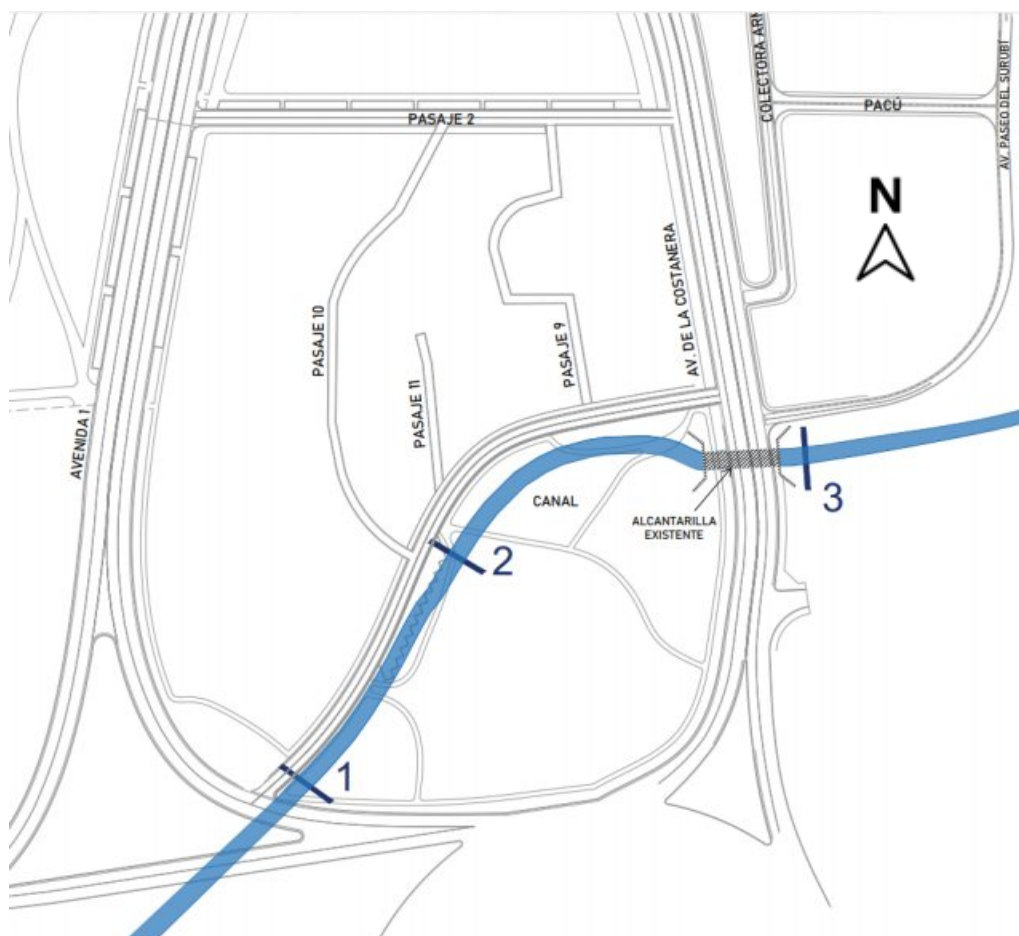 COLECTORA
AV. PASEO DEL SURUBÍ
PACÚ
PASAJE 2
N
AV. DE LA COSTANERA
PASAJE 10
PASAJE 9
PASAJE 11
AVENIDA 1
CANAL
ALCANTARILLA
EXISTENTE
3
2
1